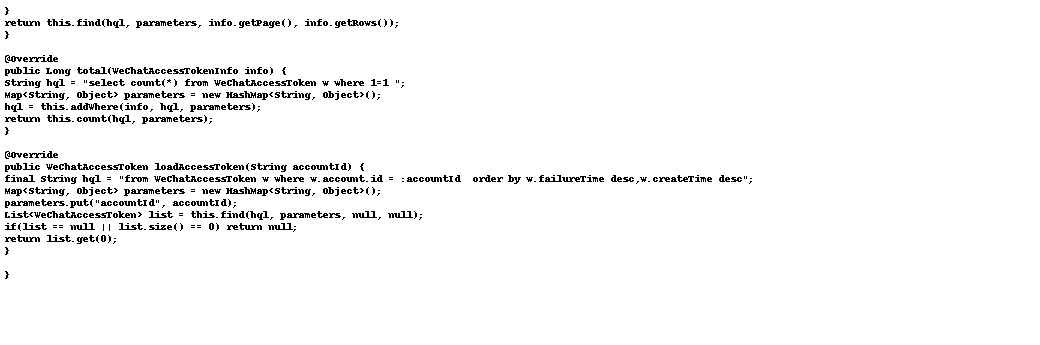 }
return this.find(hql, parameters, info.getPage(), info.getRows());
}
@Override
public Long total(WeChatAccessTokenInfo info) {
String hql = "select count(*) from WeChatAccessToken w where 1=1 ";
Map<String, Object> parameters = new HashMap<String, Object>();
hql = this.addWhere(info, hql, parameters);
return this.count(hql, parameters);
}
@Override
public WeChatAccessToken loadAccessToken(String accountId) {
final String hql = "from WeChatAccessToken w where w.account.id = :accountId  order by w.failureTime desc,w.createTime desc";
Map<String, Object> parameters = new HashMap<String, Object>();
parameters.put("accountId", accountId);
List<WeChatAccessToken> list = this.find(hql, parameters, null, null);
if(list == null || list.size() == 0) return null;
return list.get(0);
}
}